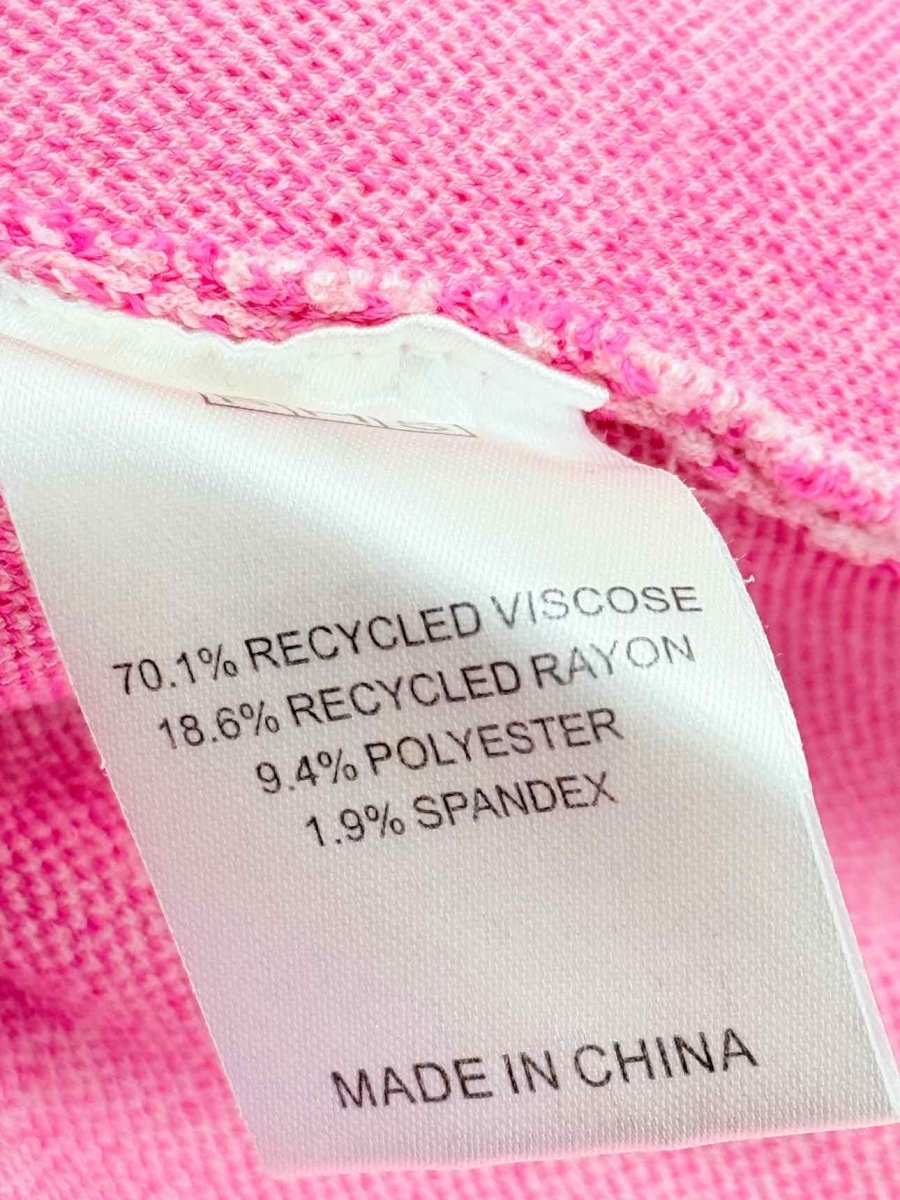 70.1% RECYCLED VISCOSE
18.6% RECYCLED RAYON
9.4% POLYESTER
1.9% SPANDEX
MADE IN CHINA